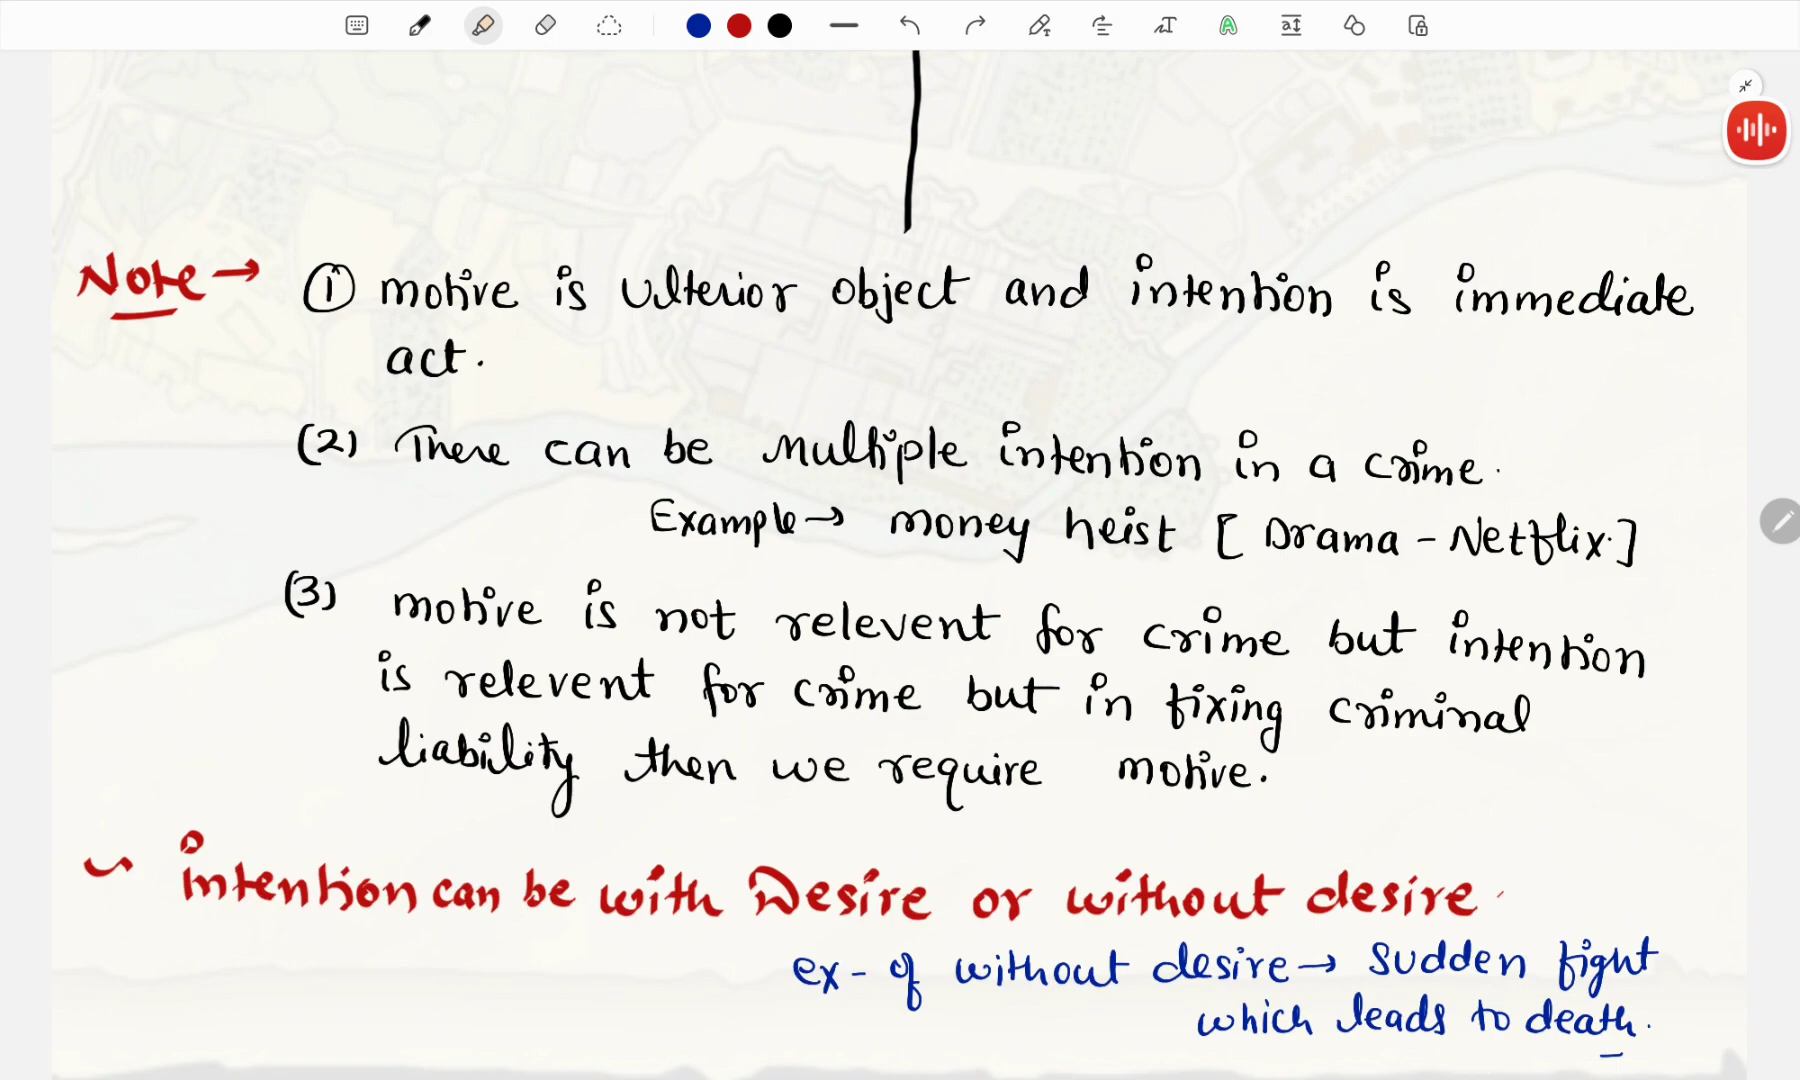 Note → ① motive is ulterior object and intention is immediate
act.
(2) There can be Multiple intention in a crime.
Example → money heist [Drama - Netflix.]
(3) motive is not relevent for crime but intention
is relevent for crime but in fixing criminal
liability then we require motive.
intention can be with Desire or without desire.
ex - of without desire → sudden fight
which leads to death.